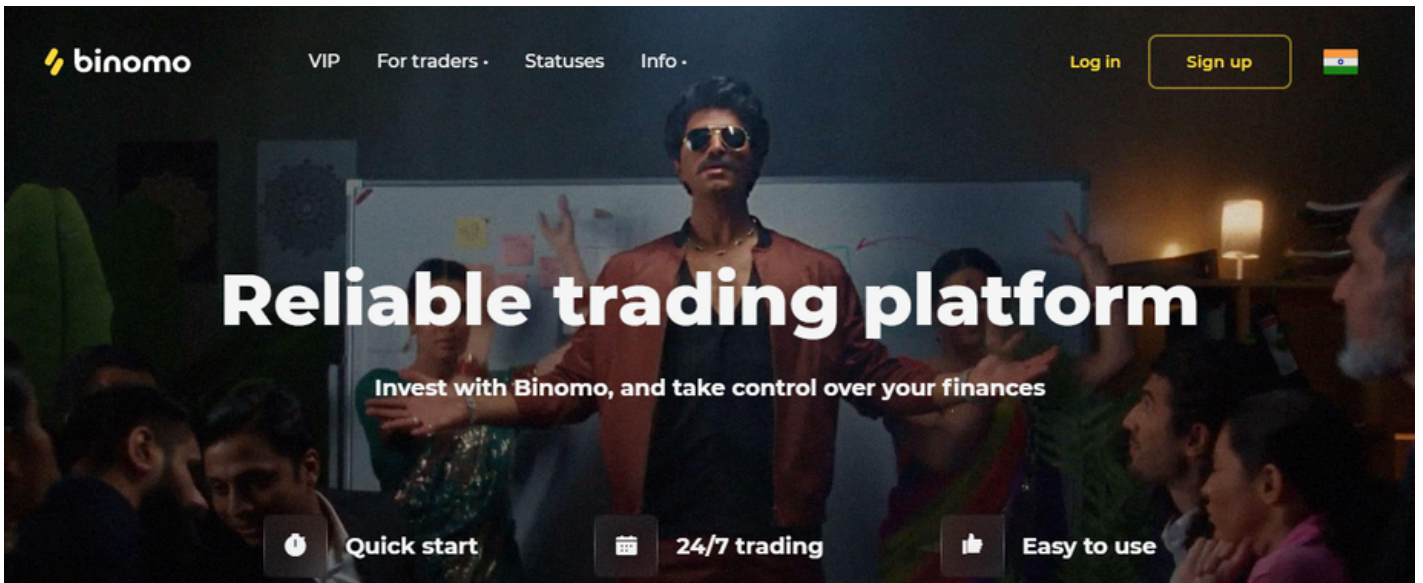 binomo VIP For traders • Statuses Info • Log in Sign up
Reliable trading platform
Invest with Binomo, and take control over your finances
Quick start 24/7 trading Easy to use